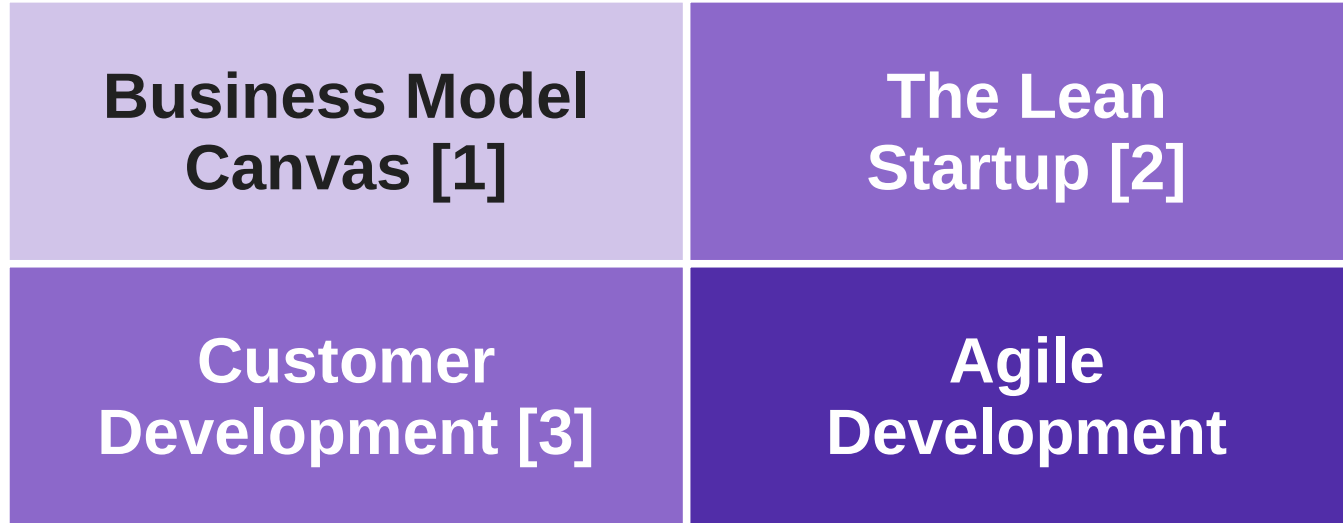 Business Model
Canvas [1]
The Lean
Startup [2]
Customer
Development [3]
Agile
Development